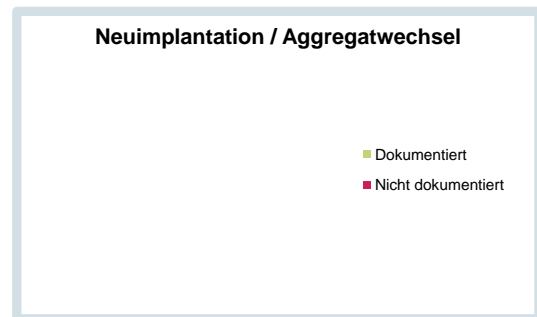 Neuimplantation / Aggregatwechsel
Dokumentiert
Nicht dokumentiert